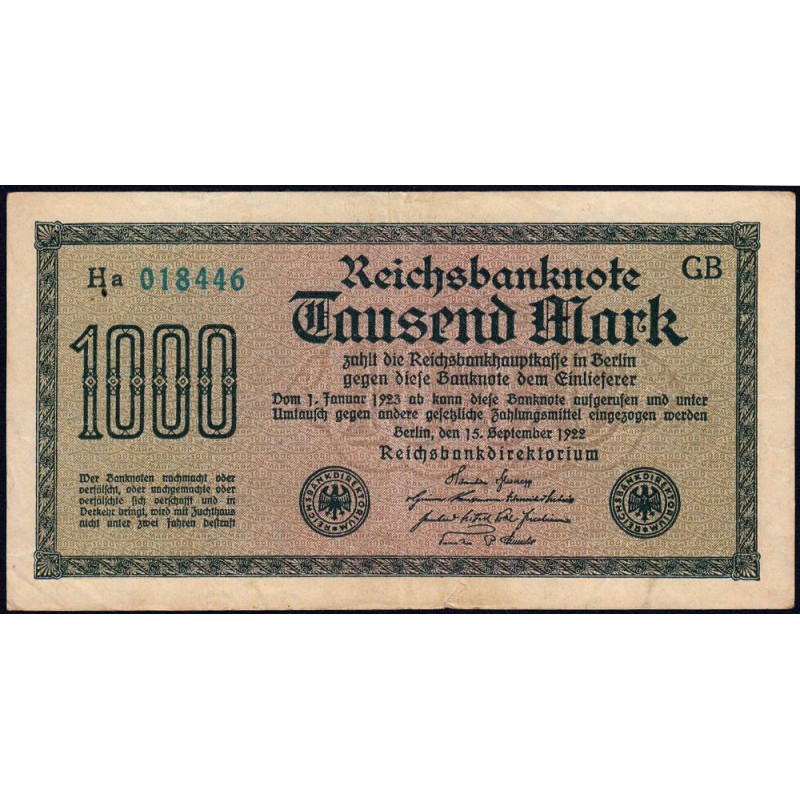 Ha 018446
GB
Reichsbanknote
Tausend Mark
zahlt die Reichsbankhauptkasse in Berlin
gegen diese Banknote dem Einlieferer
Vom 1. Januar 1923 ab kann diese Banknote aufgerufen und unter
Umtausch gegen andere gesetzliche Zahlungsmittel eingezogen werden
Berlin, den 15. September 1922
Reichsbankdirektorium
1000
Wer Banknoten nachmacht oder
verfälscht, oder nachgemachte oder
verfälschte sich verschafft und in
Verkehr bringt, wird mit Zuchthaus
nicht unter zwei Jahren bestraft
REICHSBANKDIREKTORIUM
REICHSBANKDIREKTORIUM